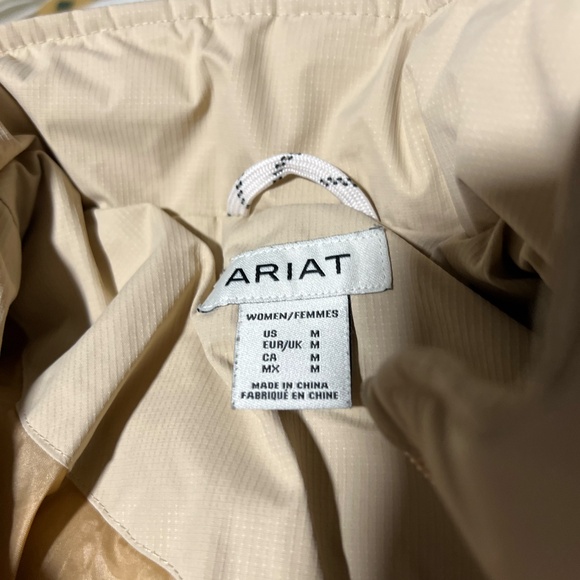 ARIAT
WOMEN/FEMMES
US M
EUR/UK M
CA M
MX M
MADE IN CHINA
FABRIQUÉ EN CHINE